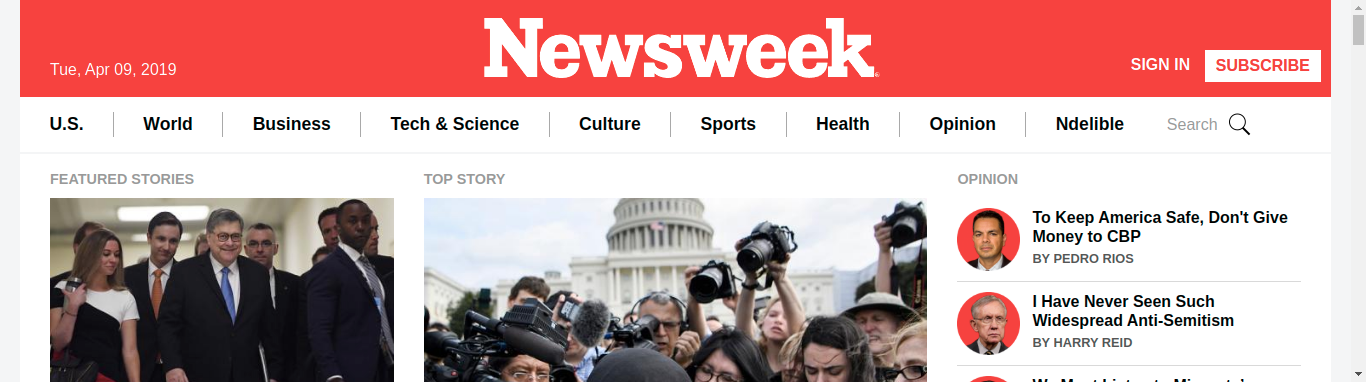 Newsweek
Tue, Apr 09, 2019
SIGN IN
SUBSCRIBE
U.S.
World
Business
Tech & Science
Culture
Sports
Health
Opinion
Ndelible
Search
FEATURED STORIES
TOP STORY
OPINION
To Keep America Safe, Don't Give
Money to CBP
BY PEDRO RIOS
I Have Never Seen Such
Widespread Anti-Semitism
BY HARRY REID